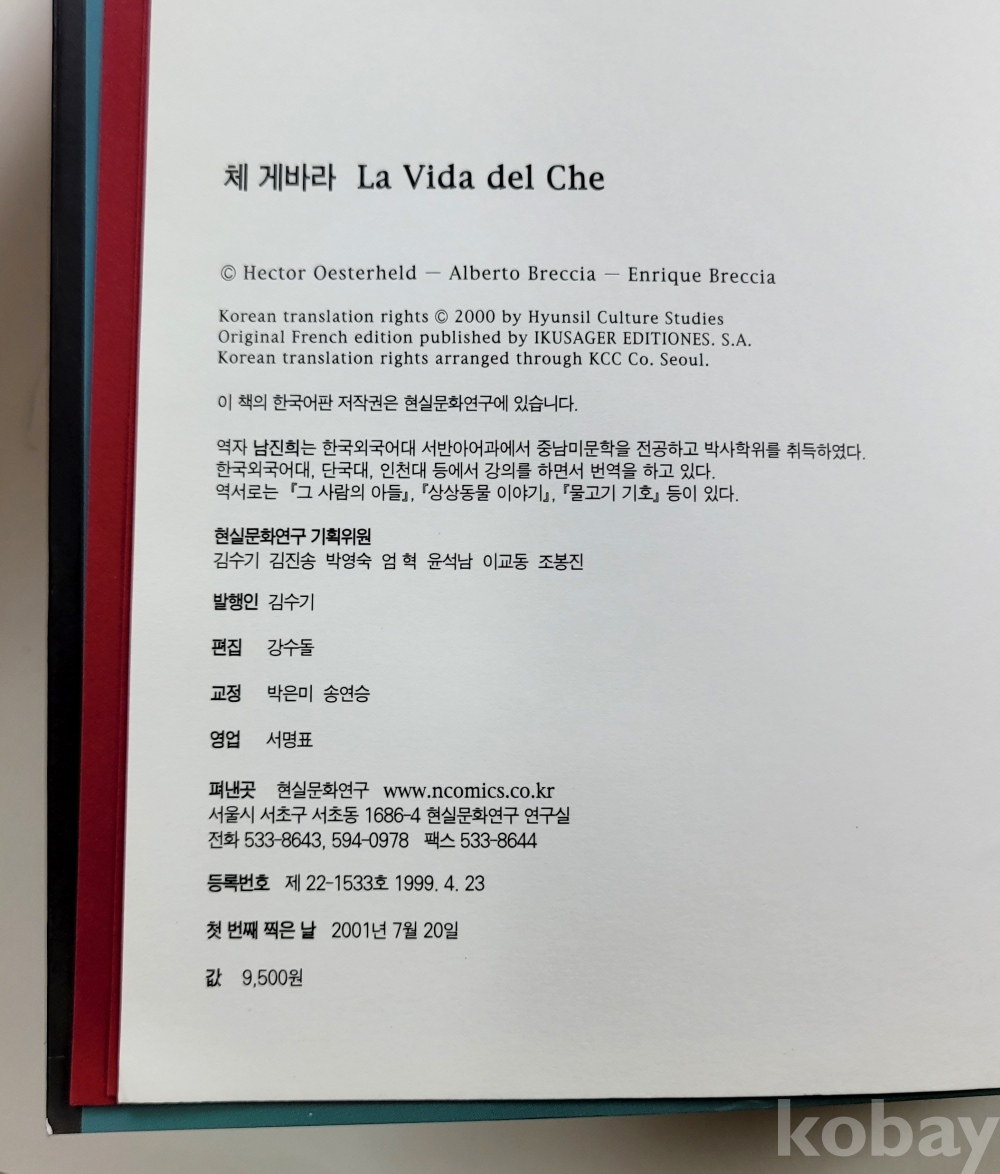 체 게바라 La Vida del Che
© Hector Oesterheld — Alberto Breccia — Enrique Breccia
Korean translation rights © 2000 by Hyunsil Culture Studies
Original French edition published by IKUSAGER EDITIONES. S.A.
Korean translation rights arranged through KCC Co. Seoul.
이 책의 한국어판 저작권은 현실문화연구에 있습니다.
역자 남진희는 한국외국어대 서반아어과에서 중남미문학을 전공하고 박사학위를 취득하였다.
한국외국어대, 단국대, 인천대 등에서 강의를 하면서 번역을 하고 있다.
역서로는 『그 사람의 아들』, 『상상동물 이야기』, 『물고기 기호』 등이 있다.
현실문화연구 기획위원
김수기 김진송 박영숙 엄 혁 윤석남 이교동 조봉진
발행인 김수기
편집 강수돌
교정 박은미 송연승
영업 서명표
펴낸곳 현실문화연구 www.ncomics.co.kr
서울시 서초구 서초동 1686-4 현실문화연구 연구실
전화 533-8643, 594-0978 팩스 533-8644
등록번호 제 22-1533호 1999. 4. 23
첫 번째 찍은 날 2001년 7월 20일
값 9,500원
kobay